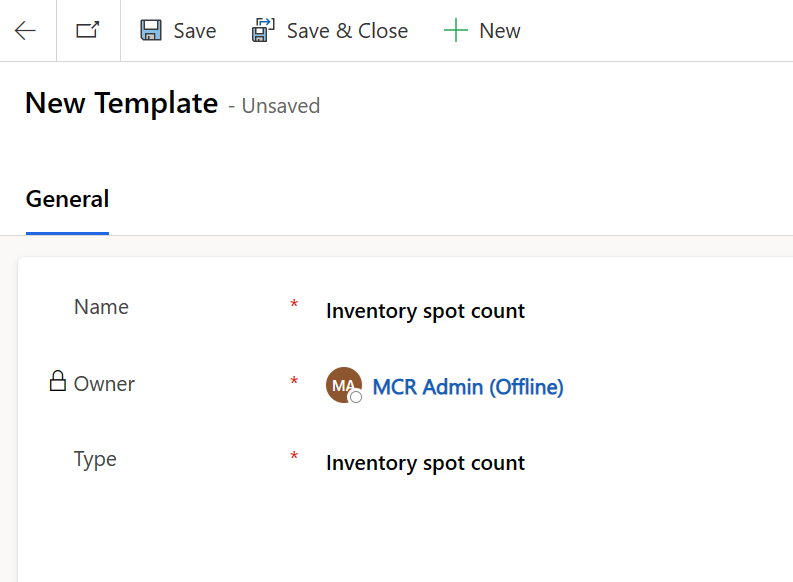 Save Save & Close New
New Template - Unsaved
General
Name * Inventory spot count
Owner * MA MCR Admin (Offline)
Type * Inventory spot count